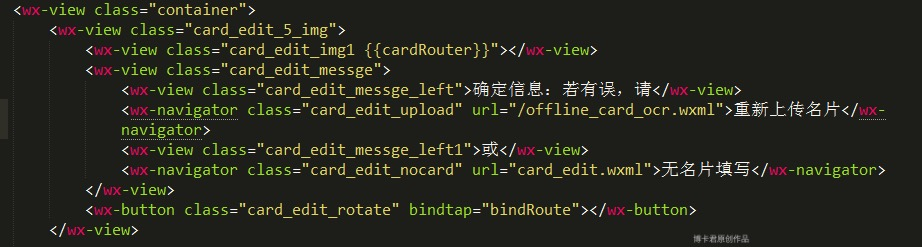 <wx-view class="container">
<wx-view class="card_edit_5_img">
<wx-view class="card_edit_img1 {{cardRouter}}"></wx-view>
<wx-view class="card_edit_messge">
<wx-view class="card_edit_messge_left">确定信息：若有误，请</wx-view>
<wx-navigator class="card_edit_upload" url="/offline_card_ocr.wxml">重新上传名片</wx-
navigator>
<wx-view class="card_edit_messge_left1">或</wx-view>
<wx-navigator class="card_edit_nocard" url="card_edit.wxml">无名片填写</wx-navigator>
</wx-view>
<wx-button class="card_edit_rotate" bindtap="bindRoute"></wx-button>
</wx-view>
博卡君原创作品